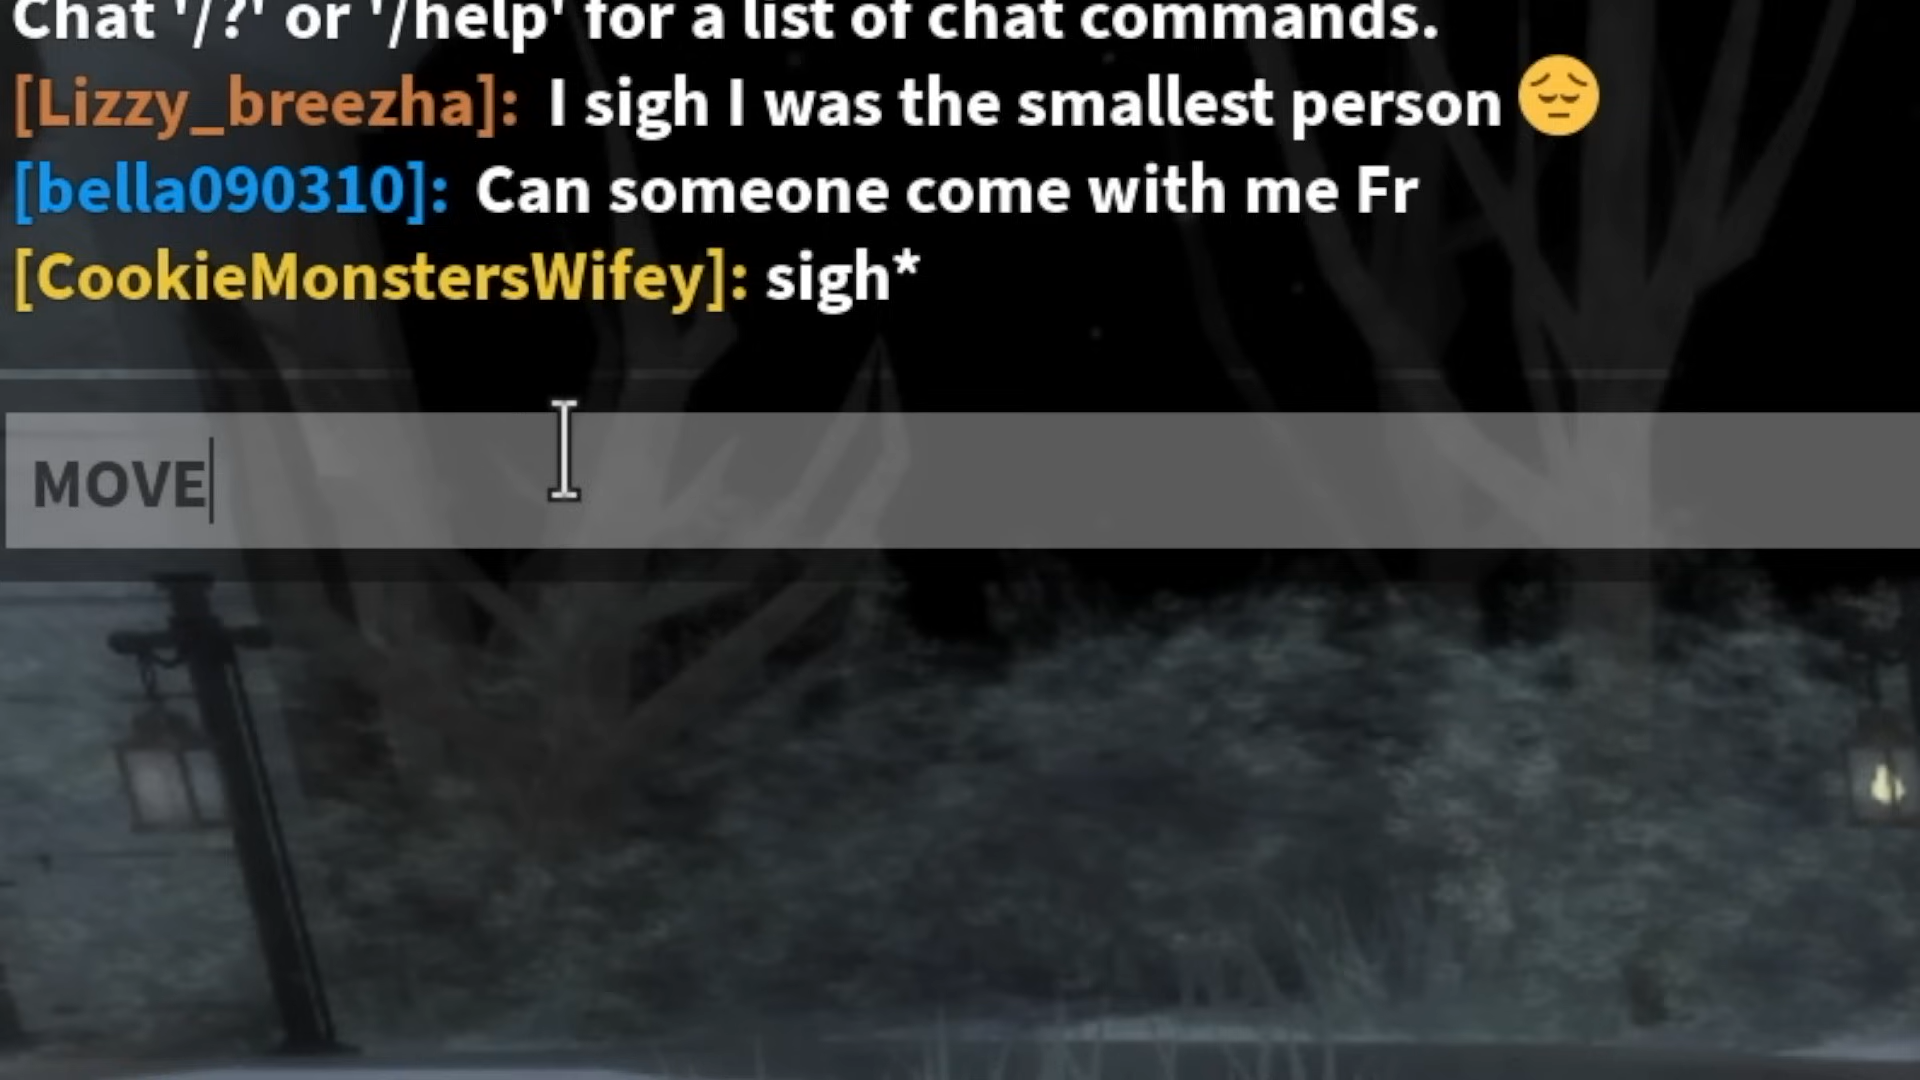 Chat '/?' or '/help' for a list of chat commands.
[Lizzy_breezha]: I sigh I was the smallest person 😔
[bella090310]: Can someone come with me Fr
[CookieMonstersWifey]: sigh*
MOVE